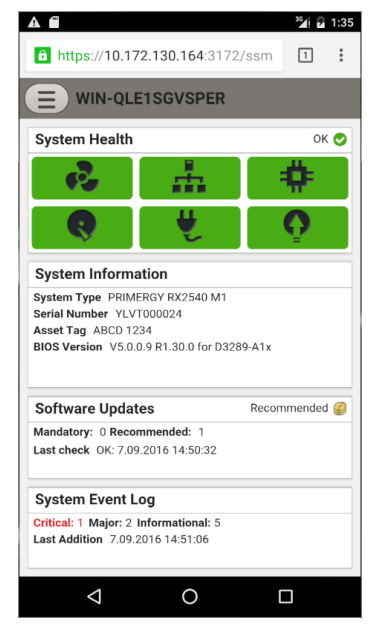 3G 1:35
https://10.172.130.164:3172/ssm 1
WIN-QLE1SGVSPER
System Health OK
System Information
System Type PRIMERGY RX2540 M1
Serial Number YLVT000024
Asset Tag ABCD 1234
BIOS Version V5.0.0.9 R1.30.0 for D3289-A1x
Software Updates Recommended
Mandatory: 0 Recommended: 1
Last check OK: 7.09.2016 14:50:32
System Event Log
Critical: 1 Major: 2 Informational: 5
Last Addition 7.09.2016 14:51:06